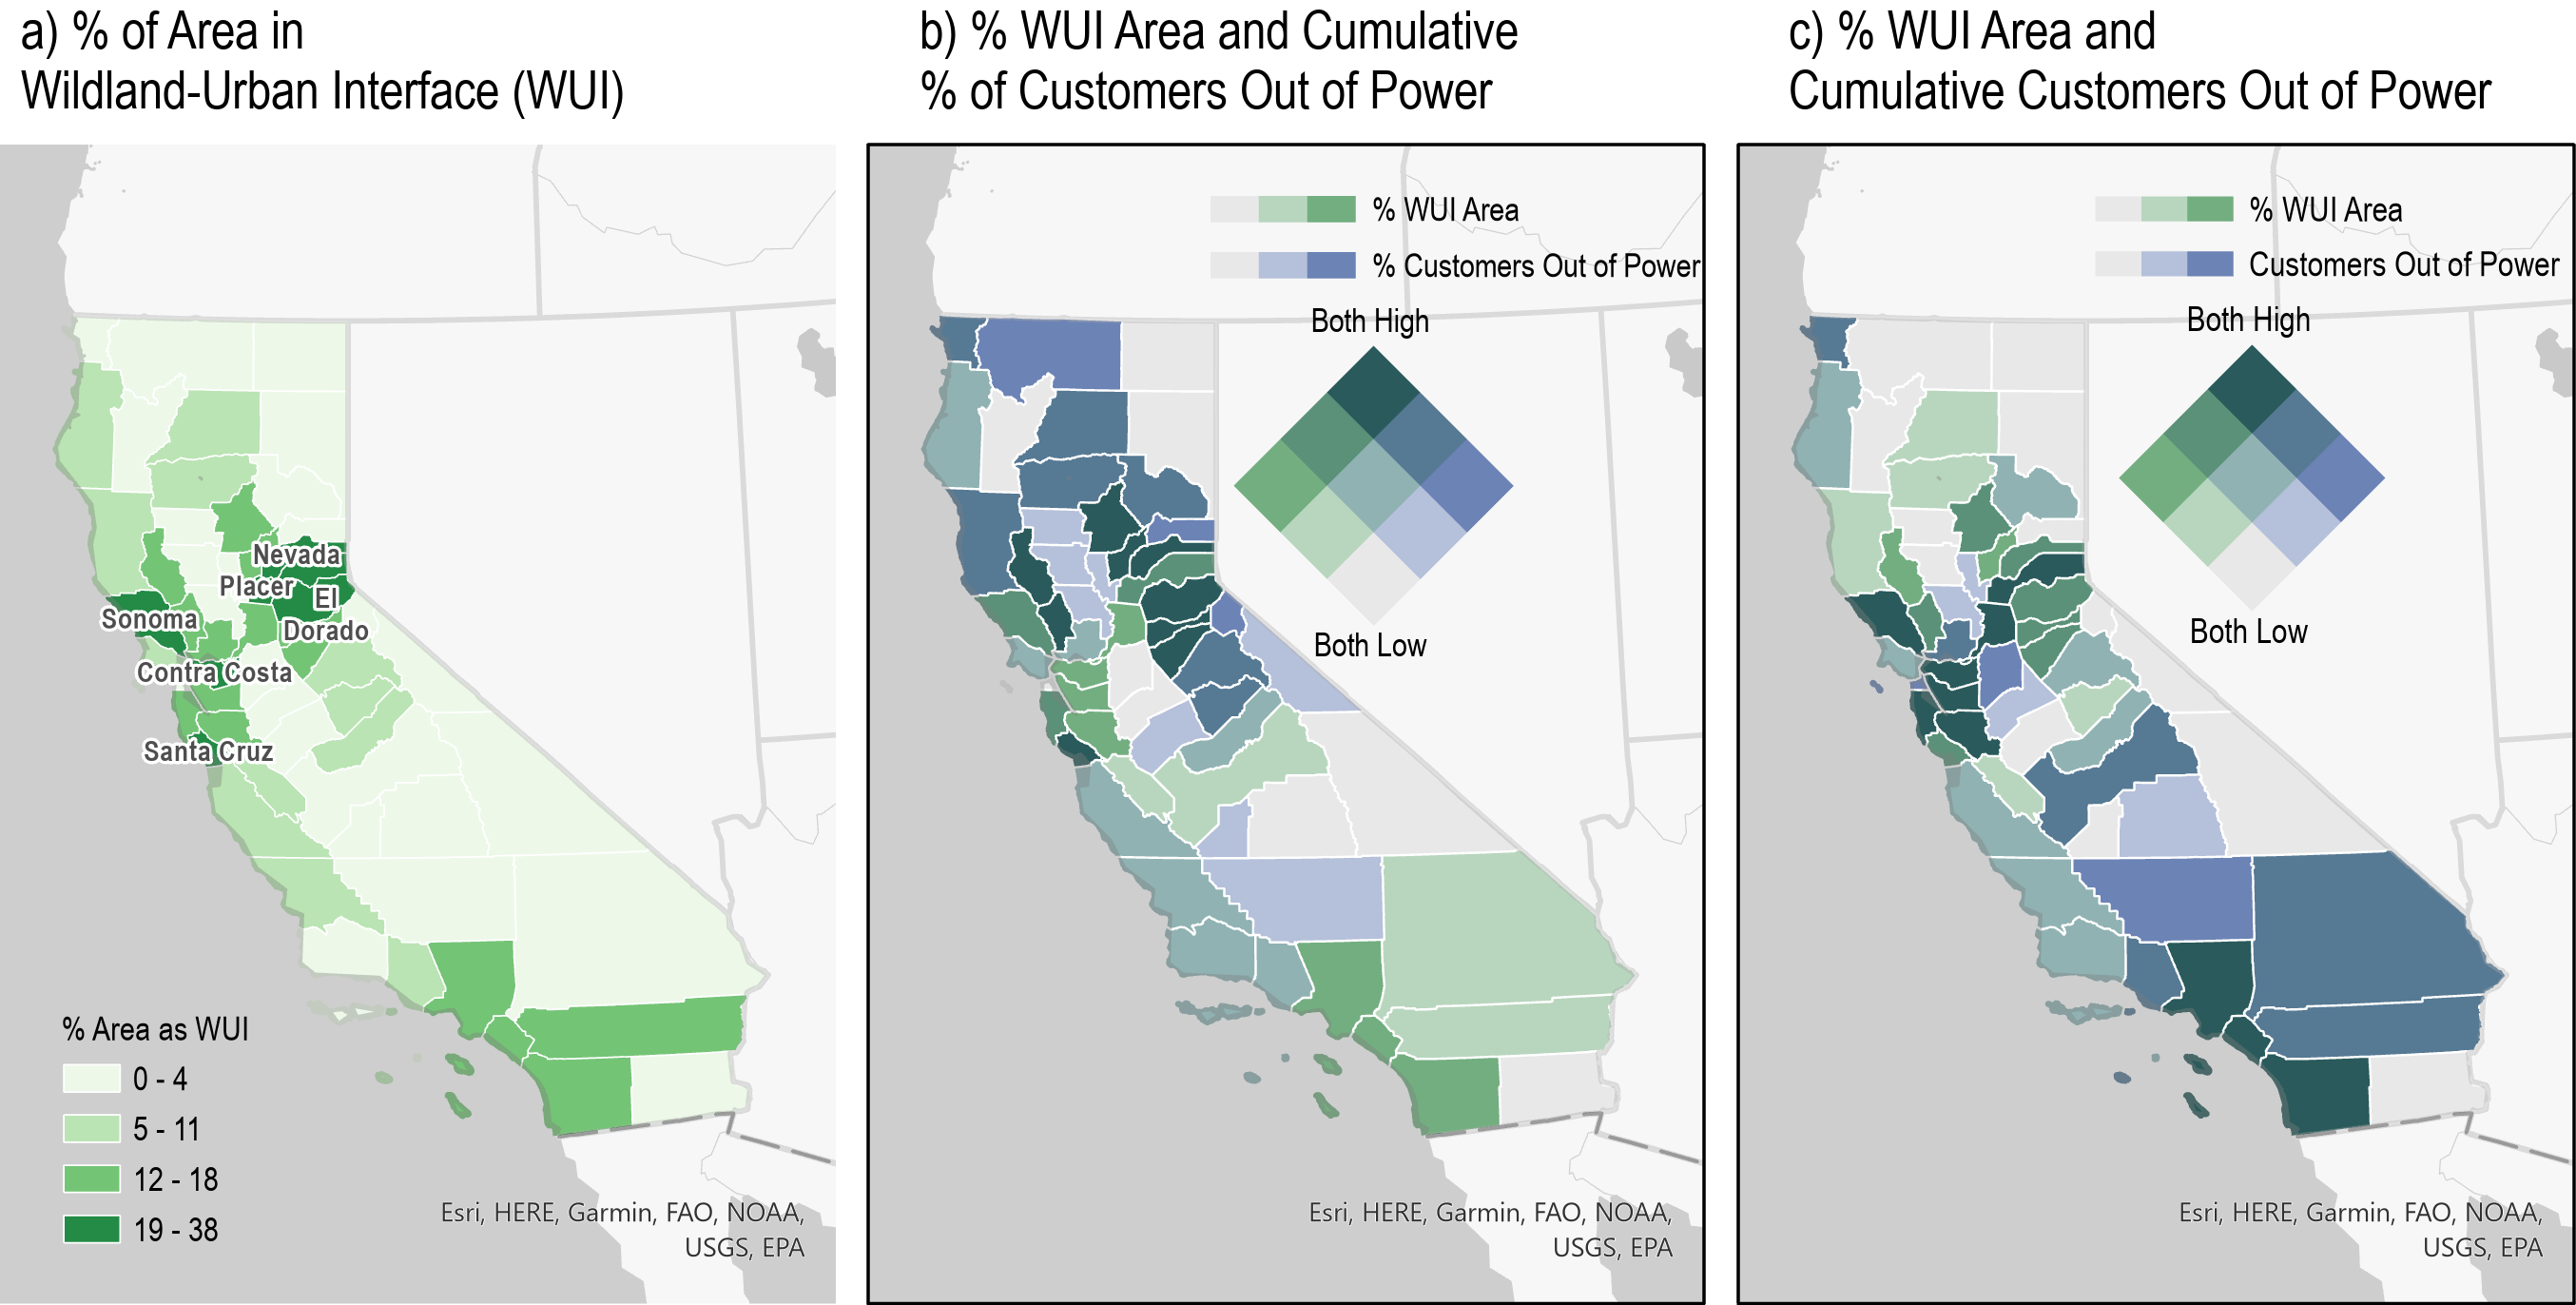 a) % of Area in
Wildland-Urban Interface (WUI)
Nevada
Placer
El
Sonoma
Dorado
Contra Costa
Santa Cruz
% Area as WUI
0 - 4
5 - 11
12 - 18
19 - 38
Esri, HERE, Garmin, FAO, NOAA,
USGS, EPA
b) % WUI Area and Cumulative
% of Customers Out of Power
% WUI Area
% Customers Out of Power
Both High
Both Low
Esri, HERE, Garmin, FAO, NOAA,
USGS, EPA
c) % WUI Area and
Cumulative Customers Out of Power
% WUI Area
Customers Out of Power
Both High
Both Low
Esri, HERE, Garmin, FAO, NOAA,
USGS, EPA